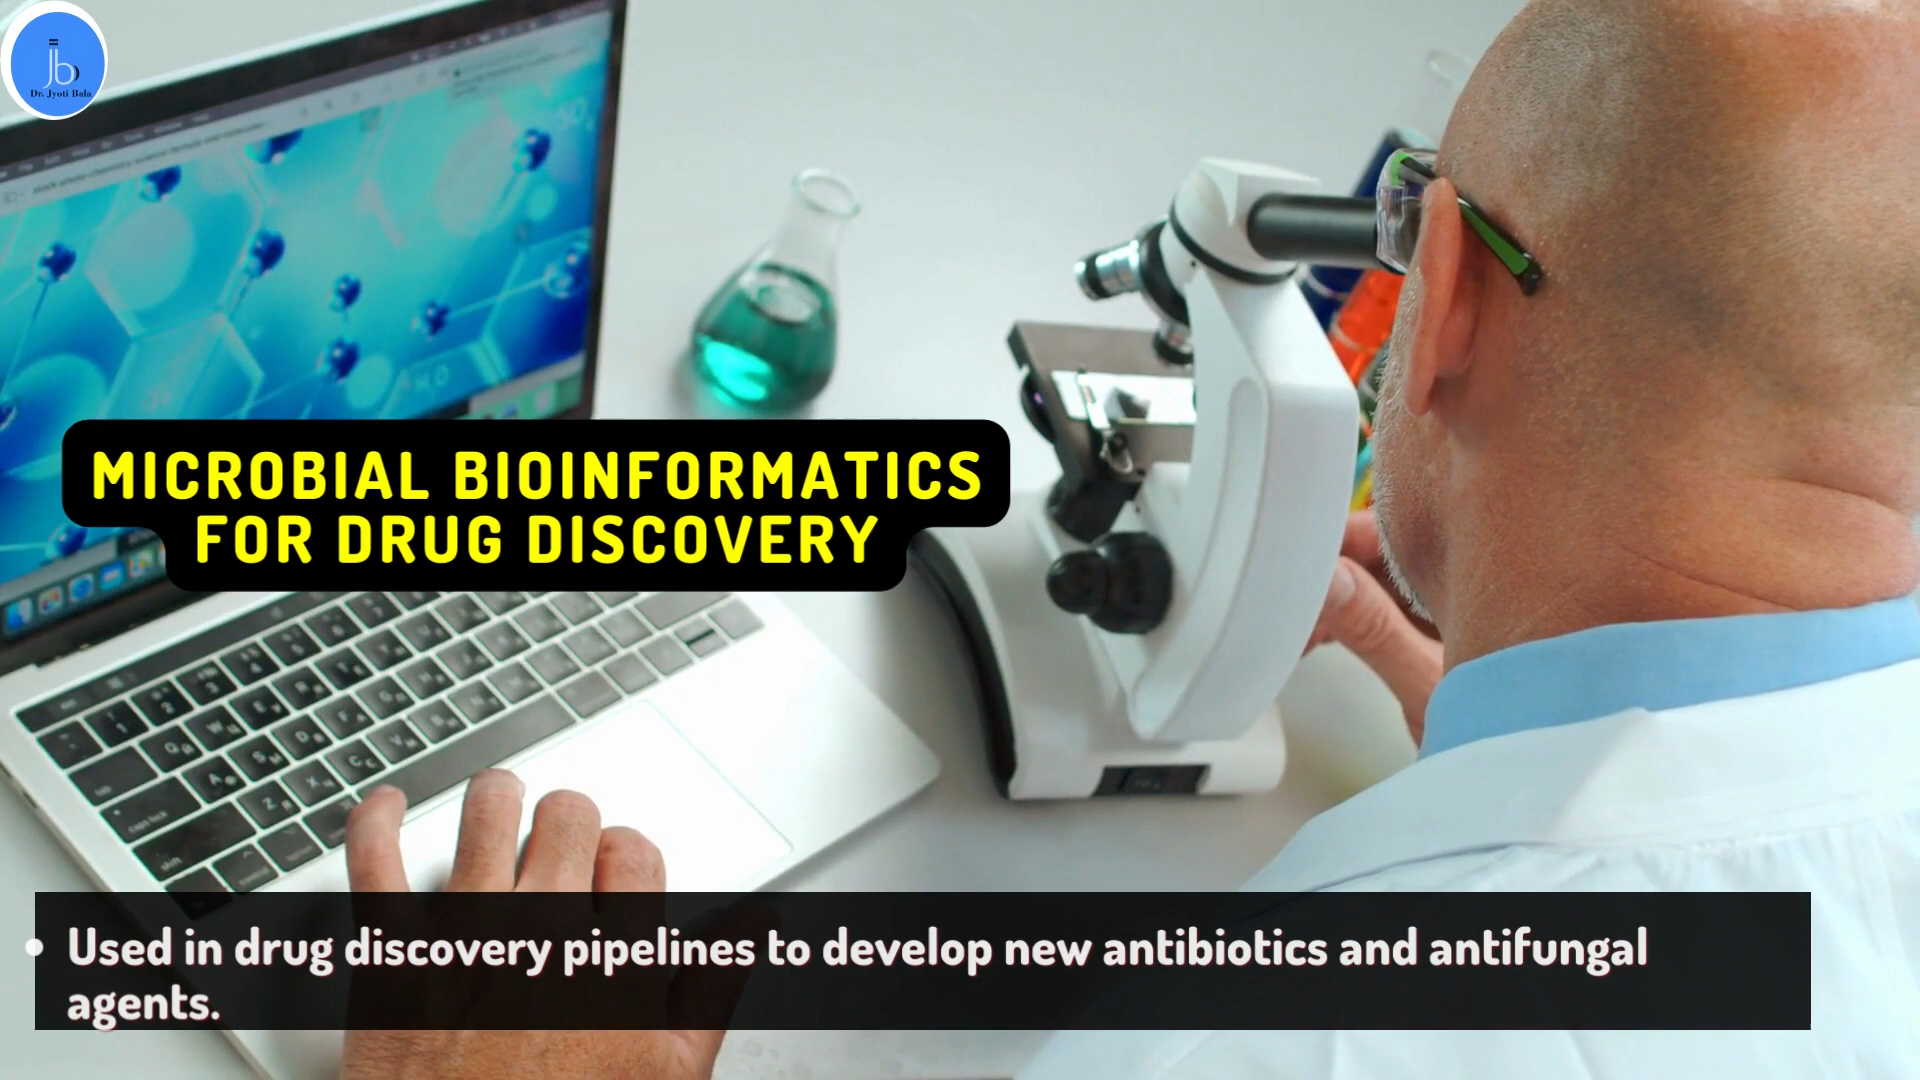 Dr. Jyoti Bala
MICROBIAL BIOINFORMATICS
FOR DRUG DISCOVERY
• Used in drug discovery pipelines to develop new antibiotics and antifungal
agents.